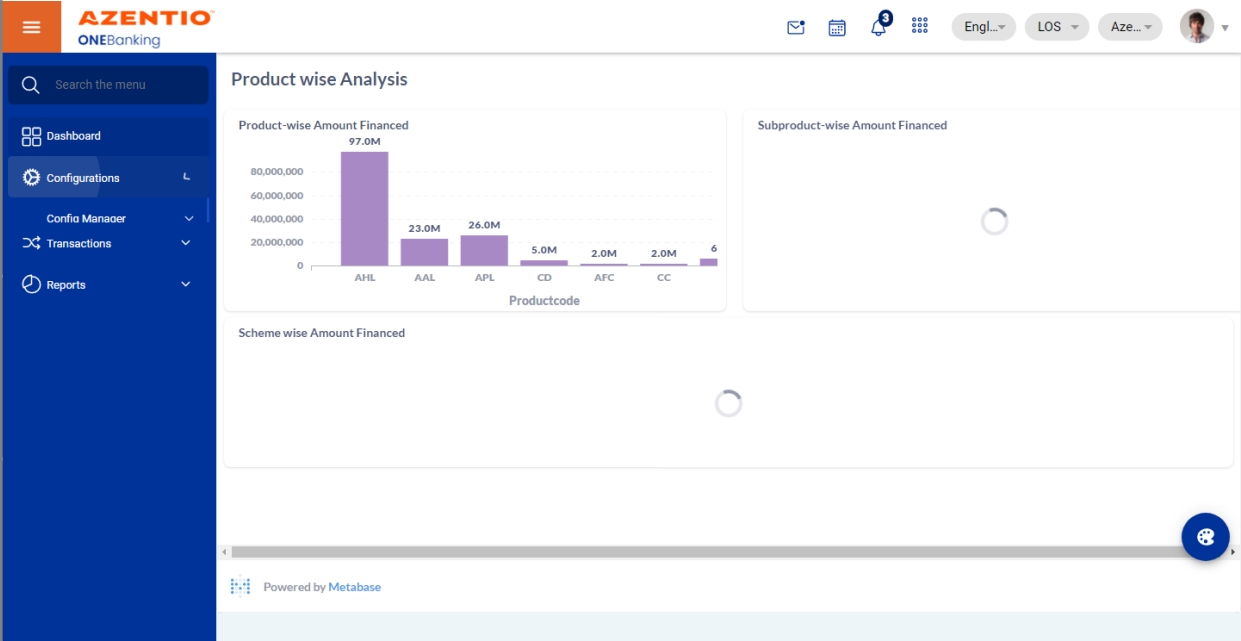 AZENTIO™
ONEBanking
3
Engl...
LOS
Aze...
Search the menu
Dashboard
Configurations
Config Manager
Transactions
Reports
Product wise Analysis
Product-wise Amount Financed
97.0M
80,000,000
60,000,000
40,000,000
20,000,000
0
23.0M
26.0M
5.0M
2.0M
2.0M
6
AHL AAL APL CD AFC CC
Productcode
Subproduct-wise Amount Financed
Scheme wise Amount Financed
Powered by Metabase